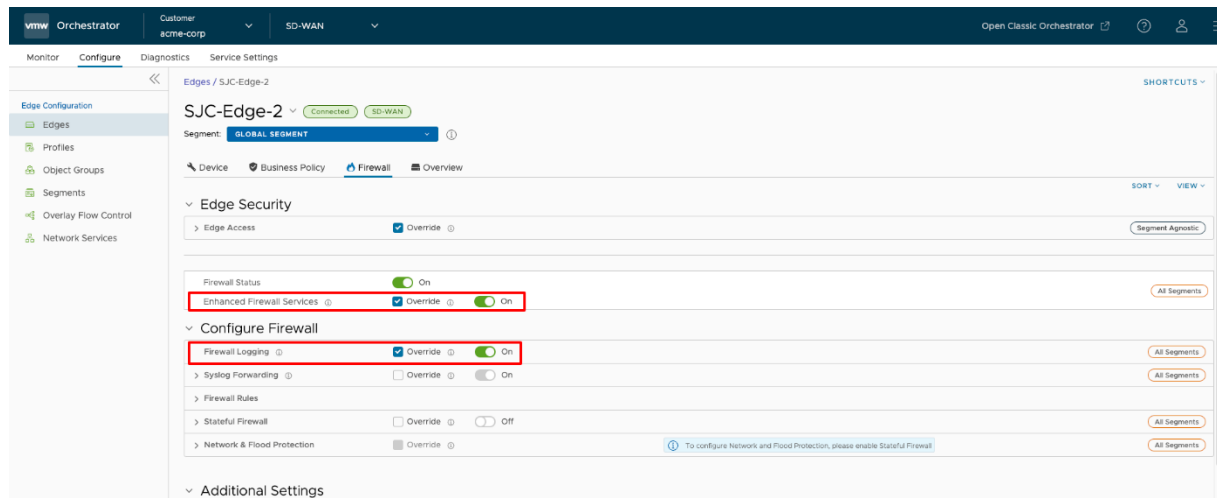 vmw Orchestrator Customer acme-corp SD-WAN Open Classic Orchestrator
Monitor Configure Diagnostics Service Settings
Edges / SJC-Edge-2 SHORTCUTS
Edge Configuration
Edges
Profiles
Object Groups
Segments
Overlay Flow Control
Network Services
SJC-Edge-2 Connected SD-WAN
Segment: GLOBAL SEGMENT
Device Business Policy Firewall Overview
SORT VIEW
Edge Security
Edge Access Override Segment Agnostic
Firewall Status On
All Segments
Enhanced Firewall Services Override On
Configure Firewall
Firewall Logging Override On All Segments
Syslog Forwarding Override On All Segments
Firewall Rules
Stateful Firewall Override Off All Segments
Network & Flood Protection Override To configure Network and Flood Protection, please enable Stateful Firewall All Segments
Additional Settings